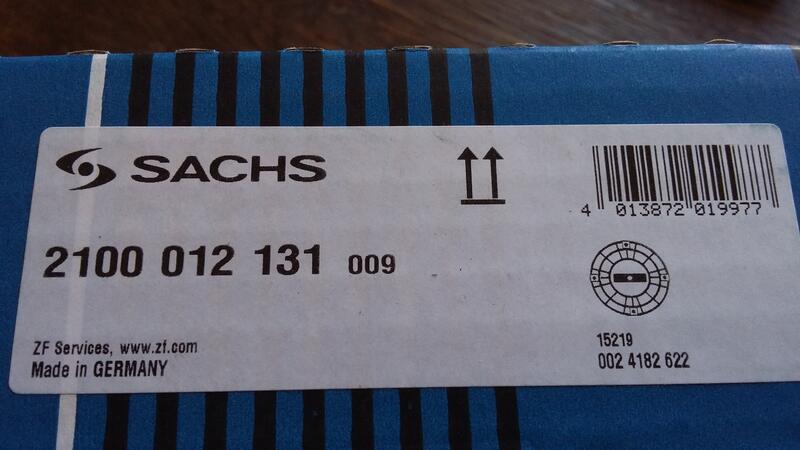 SACHS
4 013872 019977
2100 012 131 009
ZF Services, www.zf.com
Made in GERMANY
15219
002 4182 622